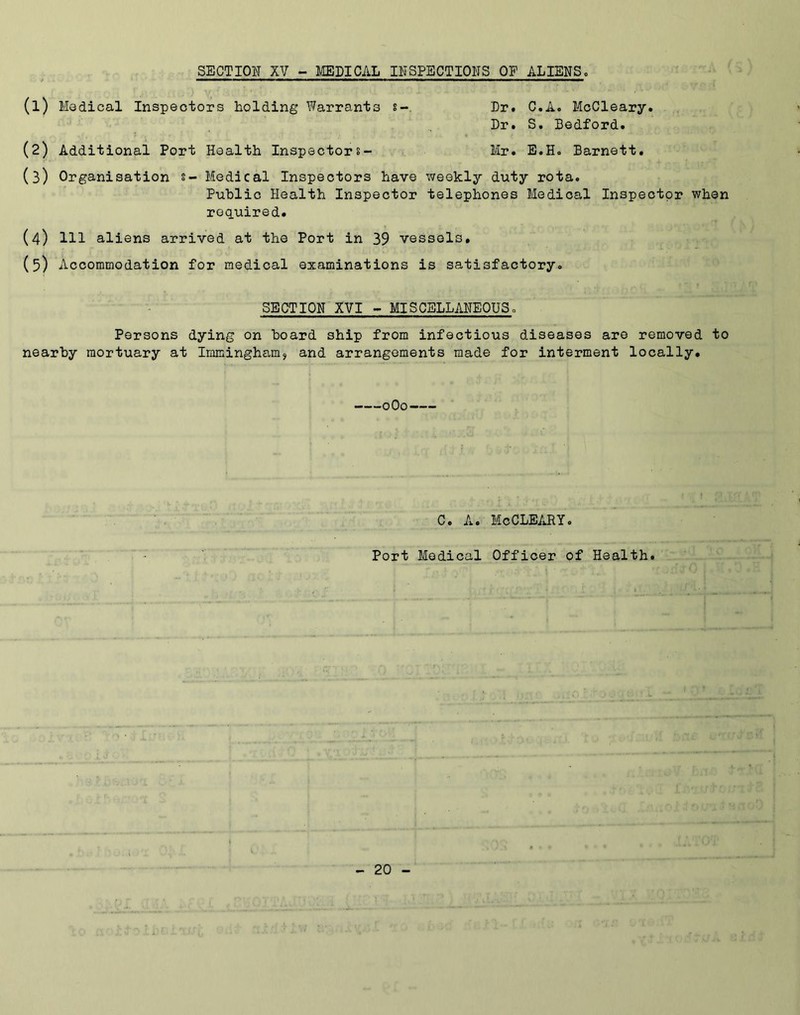 SECTION XV - MEDICAL INSPECTIONS OF ALIENS.
(1) Medical Inspectors holding Warrants :- Dr. C.A. McCleary.
Dr. S. Bedford.
(2) Additional Port Health Inspector:- Mr. E.H. Barnett.
(3) Organisation :- Medical Inspectors have weekly duty rota.
Public Health Inspector telephones Medical Inspector when
required.
(4) 111 aliens arrived at the Port in 39 vessels.
(5) Accommodation for medical examinations is satisfactory.
SECTION XVI - MISCELLANEOUS.
Persons dying on board ship from infectious diseases are removed to
nearby mortuary at Immingham, and arrangements made for interment locally.
---oOo---
C. A. McCLEARY.
Port Medical Officer of Health.
- 20 -